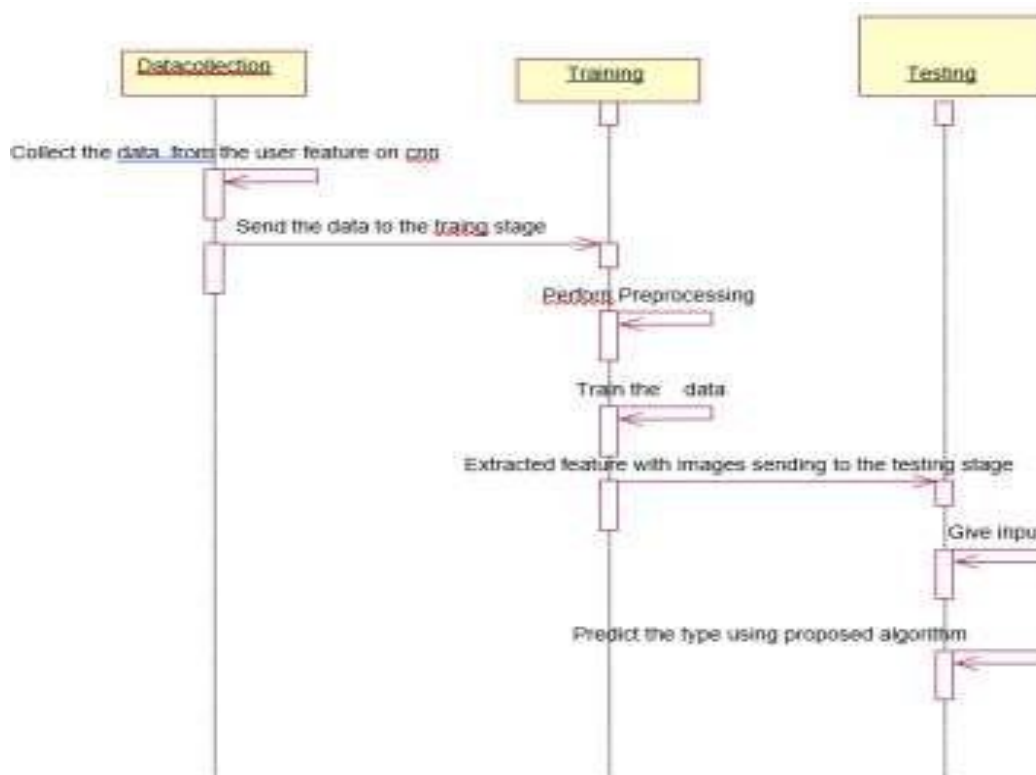 Datacollection
Training
Testing
Collect the data from the user feature on cnn
Send the data to the traing stage
Perfom Preprocessing
Train the data
Extracted feature with images sending to the testing stage
Give inpu
Predict the type using proposed algorithm